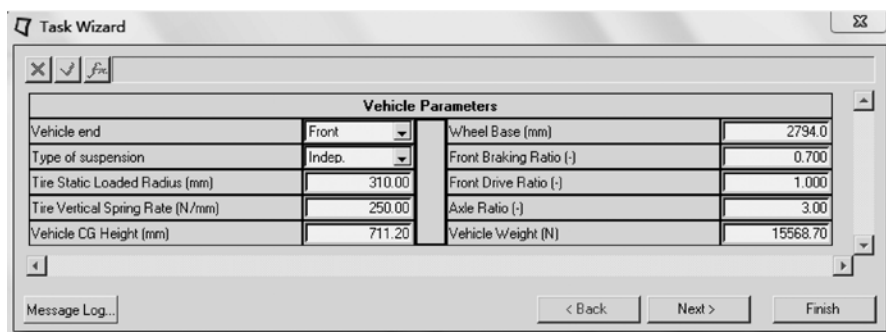 Task Wizard
fx
Vehicle Parameters
Vehicle end Front Wheel Base (mm) 2794.0
Type of suspension Indep. Front Braking Ratio (-) 0.700
Tire Static Loaded Radius (mm) 310.00 Front Drive Ratio (-) 1.000
Tire Vertical Spring Rate (N/mm) 250.00 Axle Ratio (-) 3.00
Vehicle CG Height (mm) 711.20 Vehicle Weight (N) 15568.70
Message Log... < Back Next > Finish